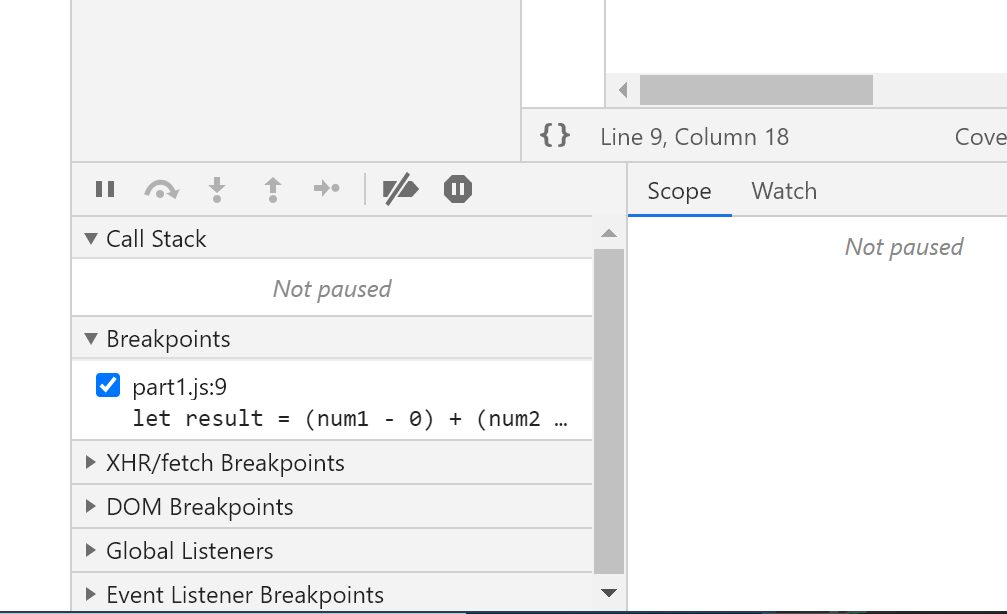 {} Line 9, Column 18 Cove
Scope Watch
Call Stack
Not paused
Not paused
Breakpoints
part1.js:9
let result = (num1 - 0) + (num2 …
XHR/fetch Breakpoints
DOM Breakpoints
Global Listeners
Event Listener Breakpoints